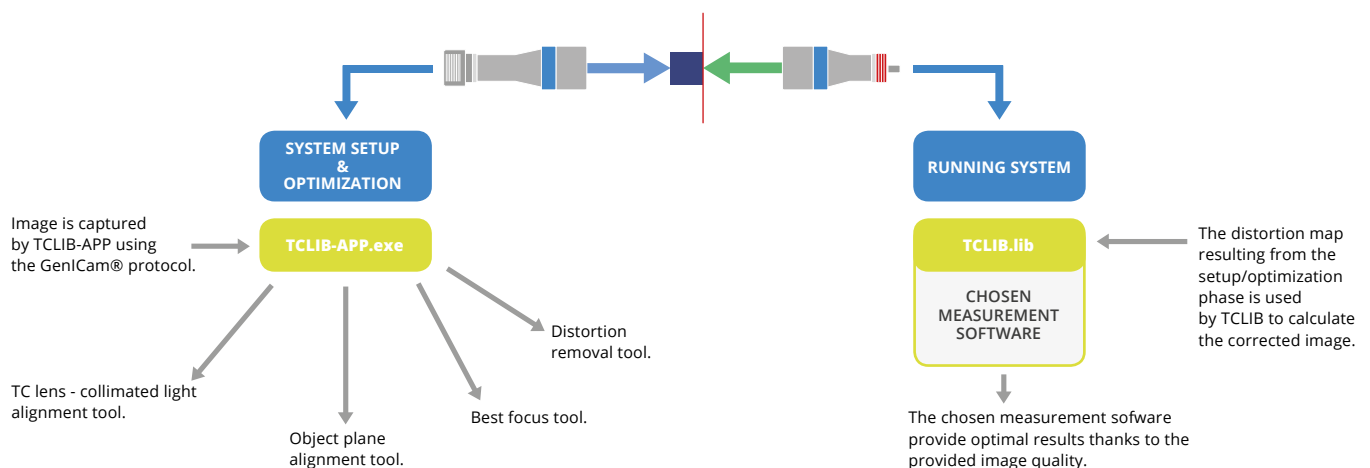 SYSTEM SETUP
&
OPTIMIZATION
RUNNING SYSTEM
Image is captured
by TCLIB-APP using
the GenICam® protocol.
TCLIB-APP.exe
TCLIB.lib
CHOSEN
MEASUREMENT
SOFTWARE
The distortion map
resulting from the
setup/optimization
phase is used
by TCLIB to calculate
the corrected image.
Distortion
removal tool.
TC lens - collimated light
alignment tool.
Best focus tool.
Object plane
alignment tool.
The chosen measurement sofware
provide optimal results thanks to the
provided image quality.